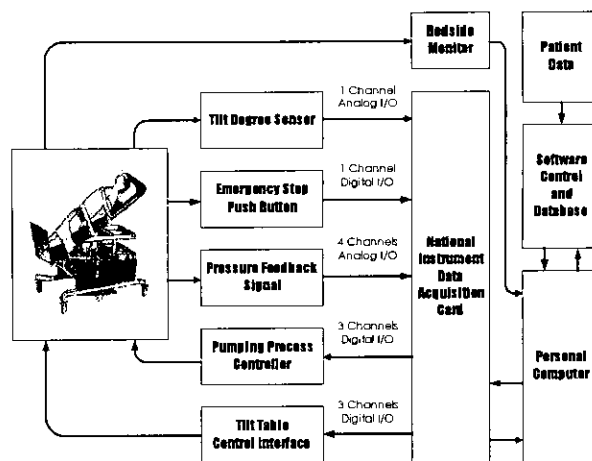 Bedside
Monitor
Patient
Data
1 Channel
Analog I/O
Tilt Degree Sensor
Software
Control
and
Database
1 Channel
Digital I/O
Emergency Stop
Push Button
National
Instrument
Data
Acquisition
Card
4 Channels
Analog I/O
Pressure Feedback
Signal
3 Channels
Digital I/O
Pumping Process
Controller
Personal
Computer
3 Channels
Digital I/O
Tilt Table
Control Interface